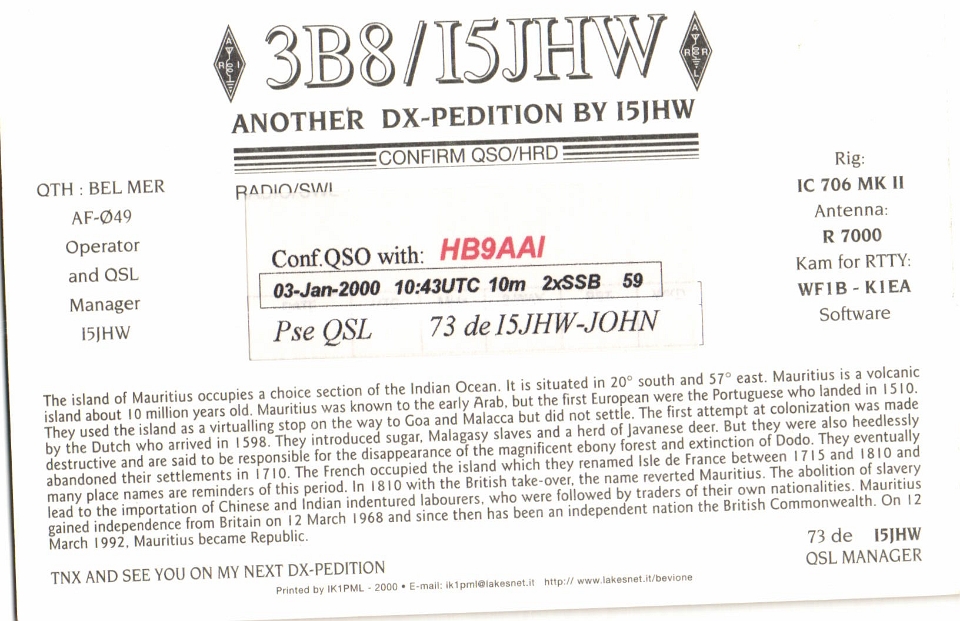 3B8/I5JHW
ANOTHER DX-PEDITION BY I5JHW
CONFIRM QSO/HRD
QTH : BEL MER
AF-Ø49
Operator
and QSL
Manager
I5JHW
RADIO/SWL
Conf.QSO with: HB9AAI
03-Jan-2000 10:43UTC 10m 2xSSB 59
Pse QSL 73 de I5JHW-JOHN
Rig:
IC 706 MK II
Antenna:
R 7000
Kam for RTTY:
WF1B - K1EA
Software
The island of Mauritius occupies a choice section of the Indian Ocean. It is situated in 20° south and 57° east. Mauritius is a volcanic
island about 10 million years old. Mauritius was known to the early Arab, but the first European were the Portuguese who landed in 1510.
They used the island as a virtualling stop on the way to Goa and Malacca but did not settle. The first attempt at colonization was made
by the Dutch who arrived in 1598. They introduced sugar, Malagasy slaves and a herd of Javanese deer. But they were also heedlessly
destructive and are said to be responsible for the disappearance of the magnificent ebony forest and extinction of Dodo. They eventually
abandoned their settlements in 1710. The French occupied the island which they renamed Isle de France between 1715 and 1810 and
many place names are reminders of this period. In 1810 with the British take-over, the name reverted Mauritius. The abolition of slavery
lead to the importation of Chinese and Indian indentured labourers, who were followed by traders of their own nationalities. Mauritius
gained independence from Britain on 12 March 1968 and since then has been an independent nation the British Commonwealth. On 12
March 1992, Mauritius became Republic.
73 de I5JHW
QSL MANAGER
TNX AND SEE YOU ON MY NEXT DX-PEDITION
Printed by IK1PML - 2000 • E-mail: ik1pml@lakesnet.it http:// www.lakesnet.it/bevione